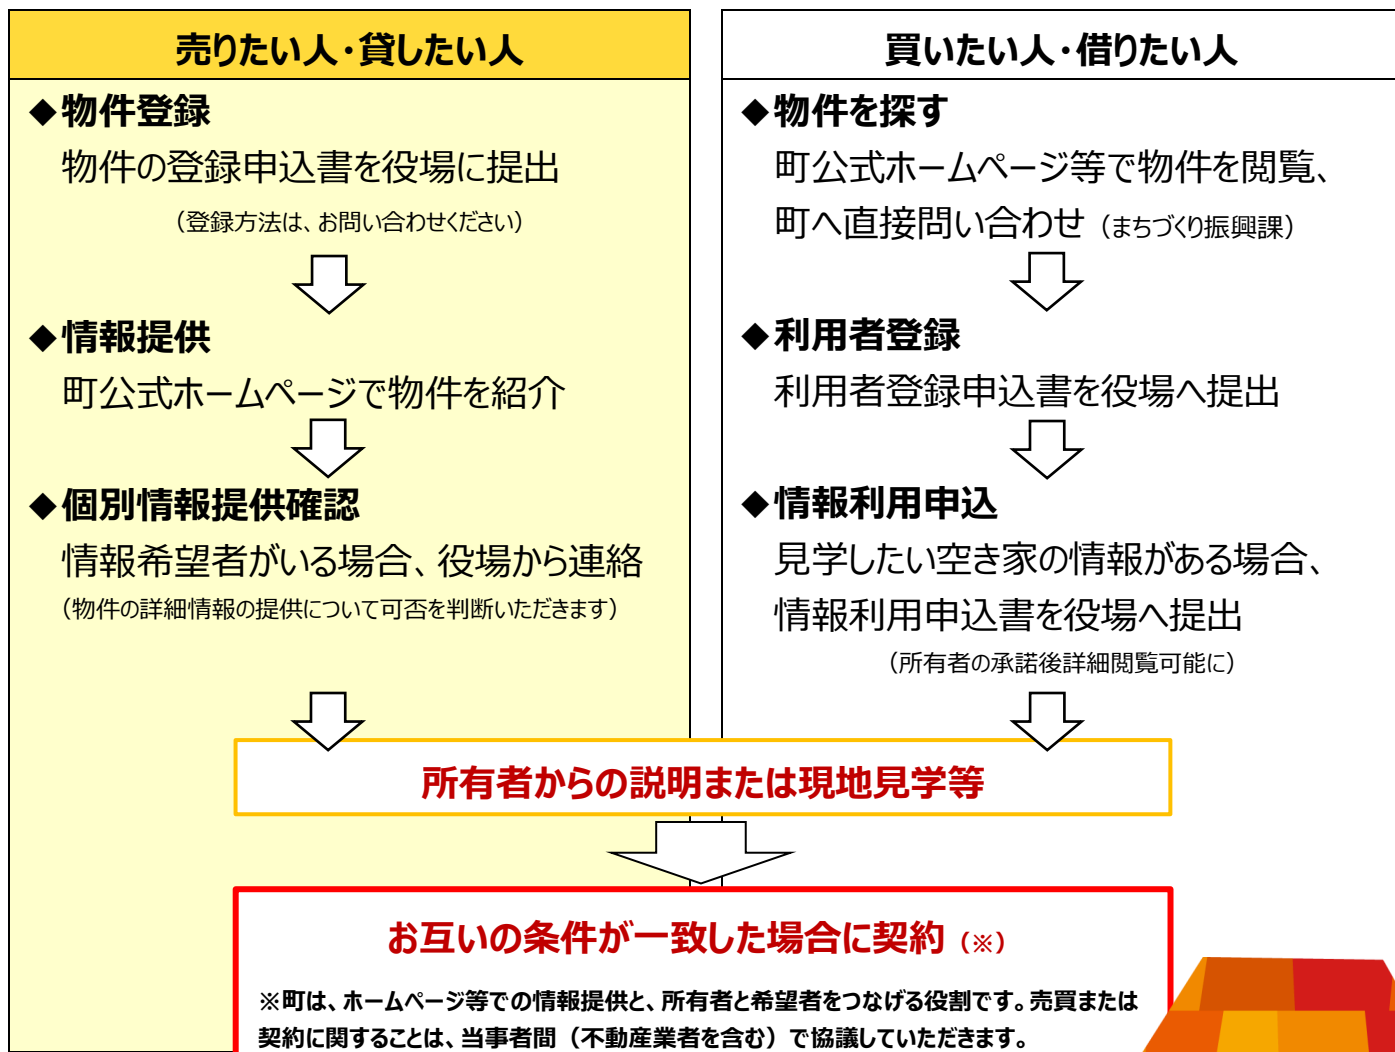 売りたい人・貸したい人
◆物件登録
物件の登録申込書を役場に提出
（登録方法は、お問い合わせください）
◆情報提供
町公式ホームページで物件を紹介
◆個別情報提供確認
情報希望者がいる場合、役場から連絡
（物件の詳細情報の提供について可否を判断いただきます）
買いたい人・借りたい人
◆物件を探す
町公式ホームページ等で物件を閲覧、
町へ直接問い合わせ（まちづくり振興課）
◆利用者登録
利用者登録申込書を役場へ提出
◆情報利用申込
見学したい空き家の情報がある場合、
情報利用申込書を役場へ提出
（所有者の承諾後詳細閲覧可能に）
所有者からの説明または現地見学等
お互いの条件が一致した場合に契約（※）
※町は、ホームページ等での情報提供と、所有者と希望者をつなげる役割です。売買または
契約に関することは、当事者間（不動産業者を含む）で協議していただきます。